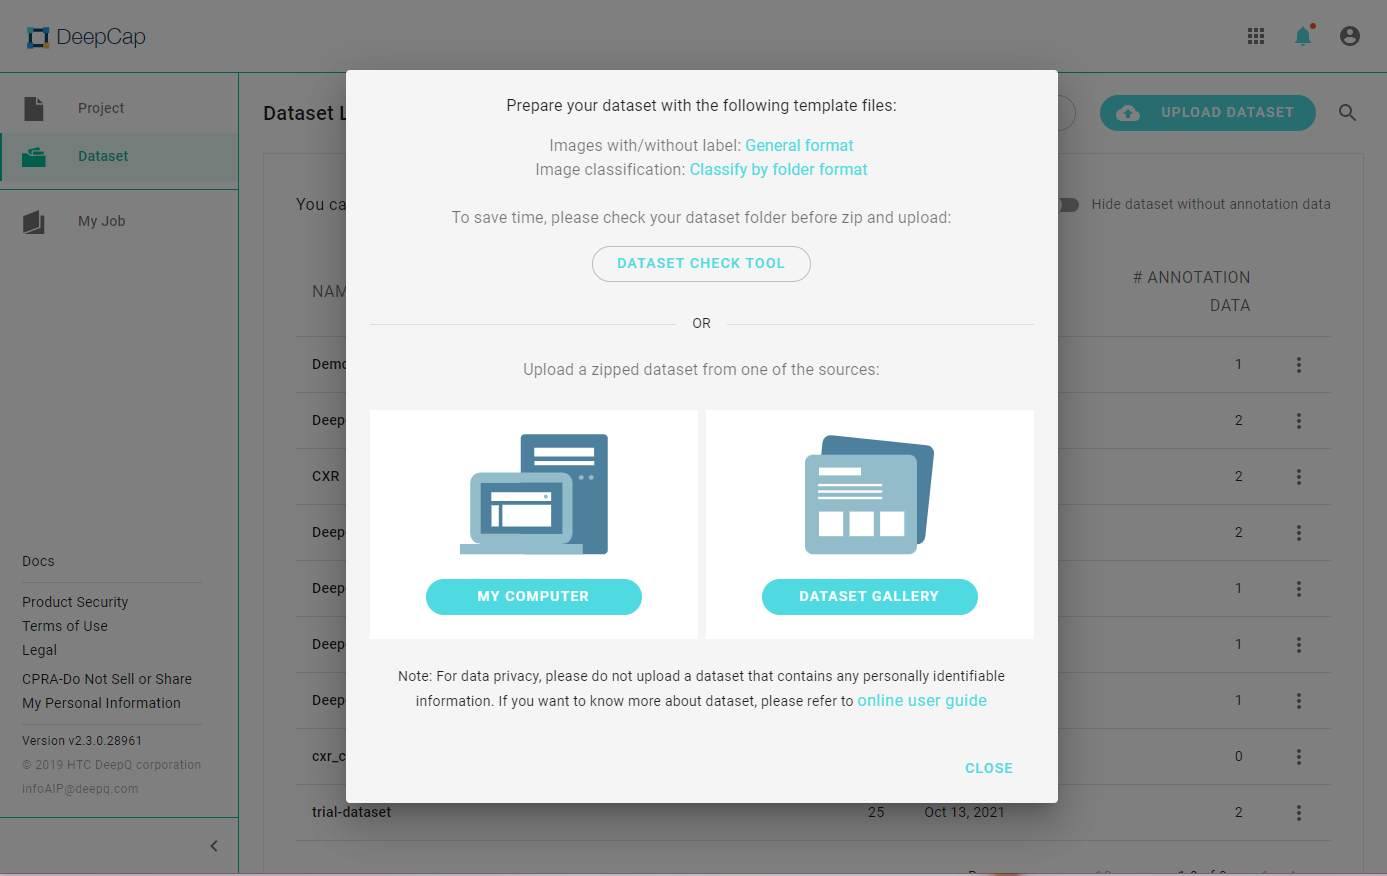 DeepCap
Project
Dataset
My Job
Docs
Product Security
Terms of Use
Legal
CPRA-Do Not Sell or Share
My Personal Information
Version v2.3.0.28961
© 2019 HTC DeepQ corporation
infoAIP@deepq.com
Dataset L
UPLOAD DATASET
You ca
Hide dataset without annotation data
NAM
# ANNOTATION
DATA
Demo
1
Deep
2
CXR
2
Deep
2
Deep
1
Deep
1
Deep
1
cxr_c
0
trial-dataset
25
Oct 13, 2021
2
Prepare your dataset with the following template files:
Images with/without label: General format
Image classification: Classify by folder format
To save time, please check your dataset folder before zip and upload:
DATASET CHECK TOOL
OR
Upload a zipped dataset from one of the sources:
MY COMPUTER
DATASET GALLERY
Note: For data privacy, please do not upload a dataset that contains any personally identifiable
information. If you want to know more about dataset, please refer to online user guide
CLOSE